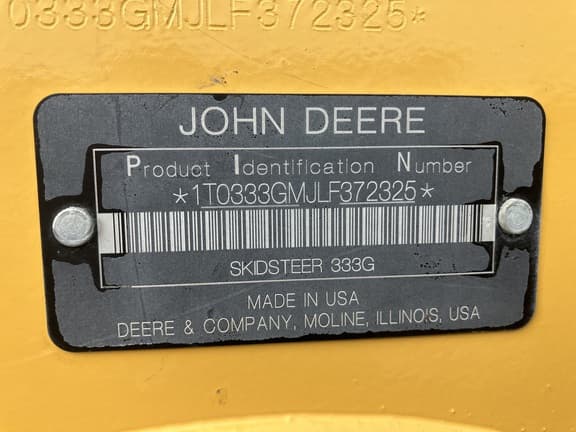 0333GMJLF372325*
JOHN DEERE
Product Identification Number
*1T0333GMJLF372325*
SKIDSTEER 333G
MADE IN USA
DEERE & COMPANY, MOLINE, ILLINOIS, USA